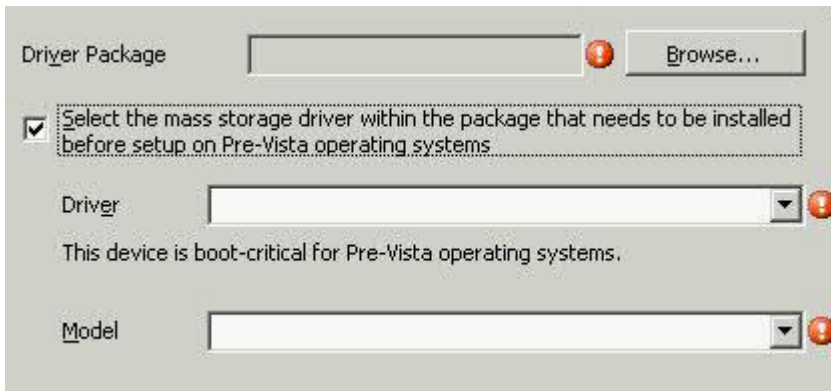 Driver Package
Browse...
Select the mass storage driver within the package that needs to be installed
before setup on Pre-Vista operating systems
Driver
This device is boot-critical for Pre-Vista operating systems.
Model